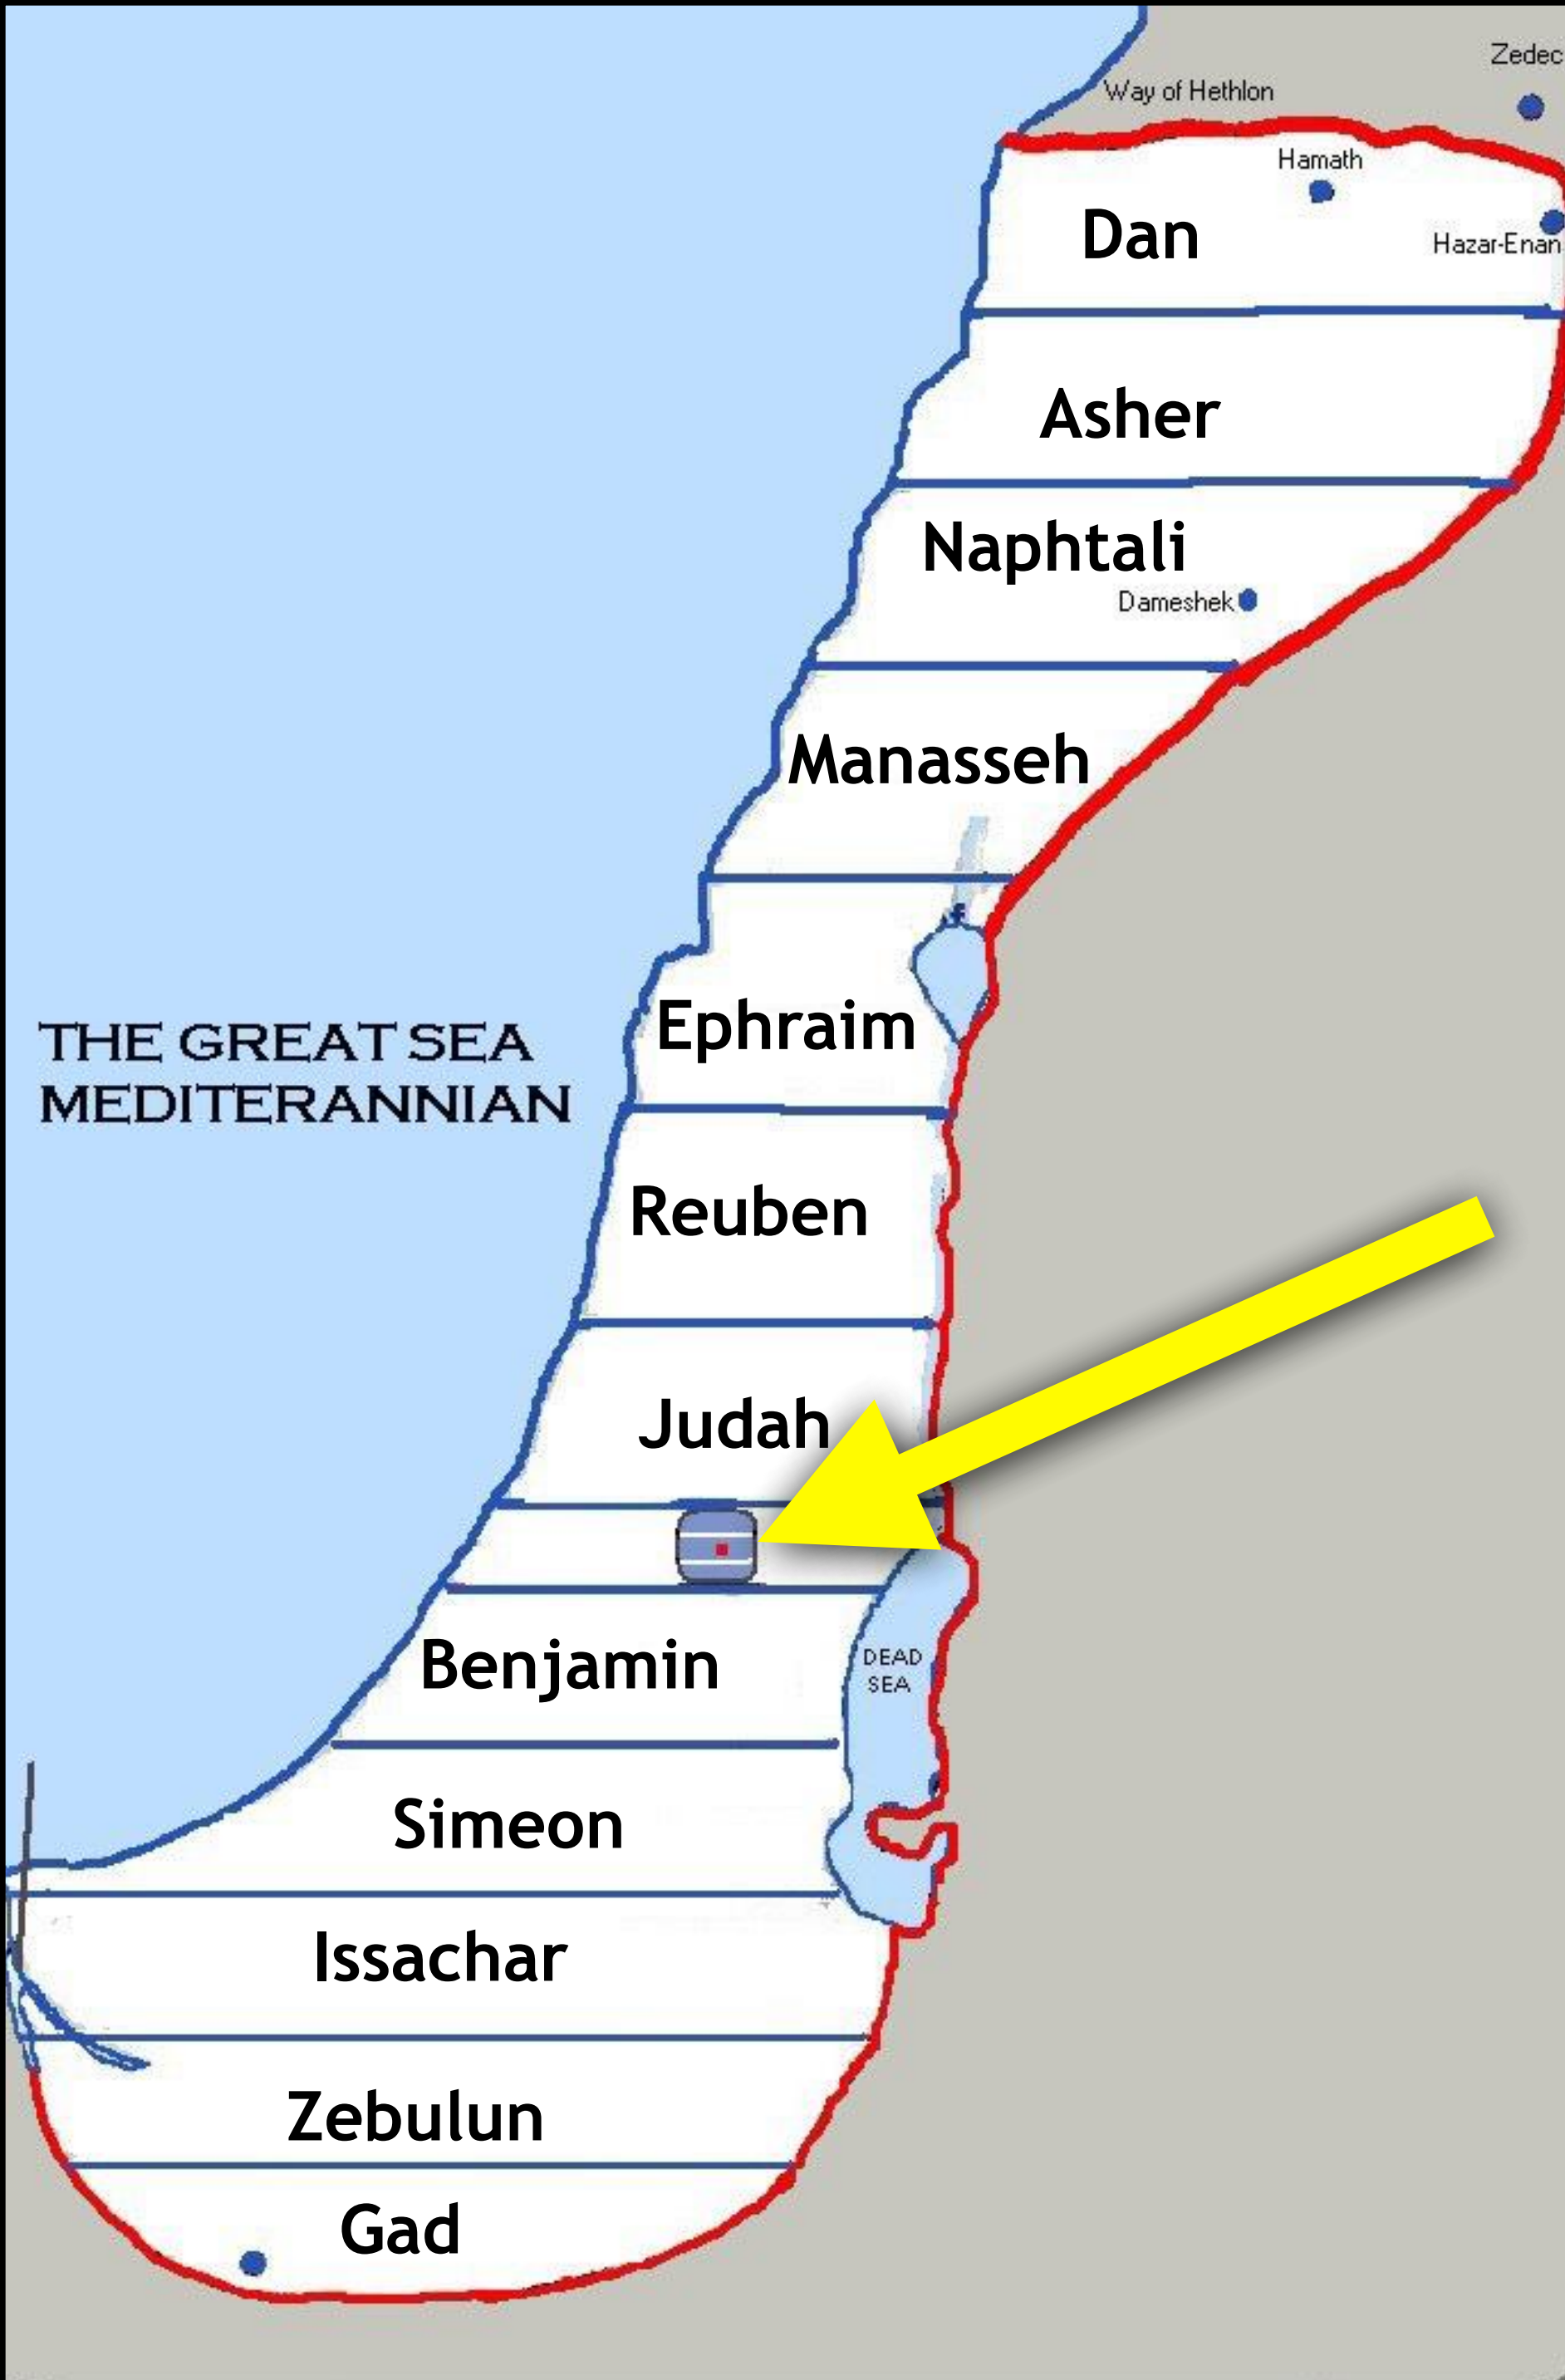 Zedec
Way of Hethlon
Hamath
Dan
Hazar-Enan
Asher
Naphtali
Dameshek
Manasseh
Ephraim
THE GREAT SEA
MEDITERANNIAN
Reuben
Judah
Benjamin
DEAD
SEA
Simeon
Issachar
Zebulun
Gad